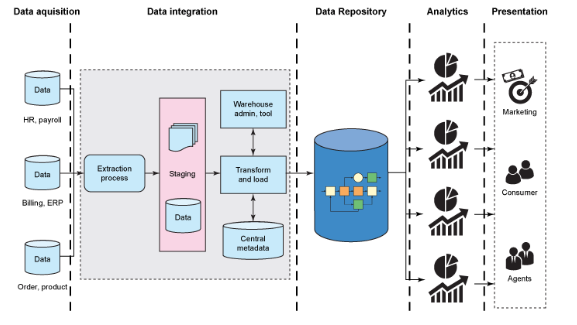 Data aquisition
Data integration
Data Repository
Analytics
Presentation
Data
HR, payroll
Data
Billing, ERP
Data
Order, product
Extraction
process
Staging
Data
Warehouse
admin, tool
Transform
and load
Central
metadata
Marketing
Consumer
Agents